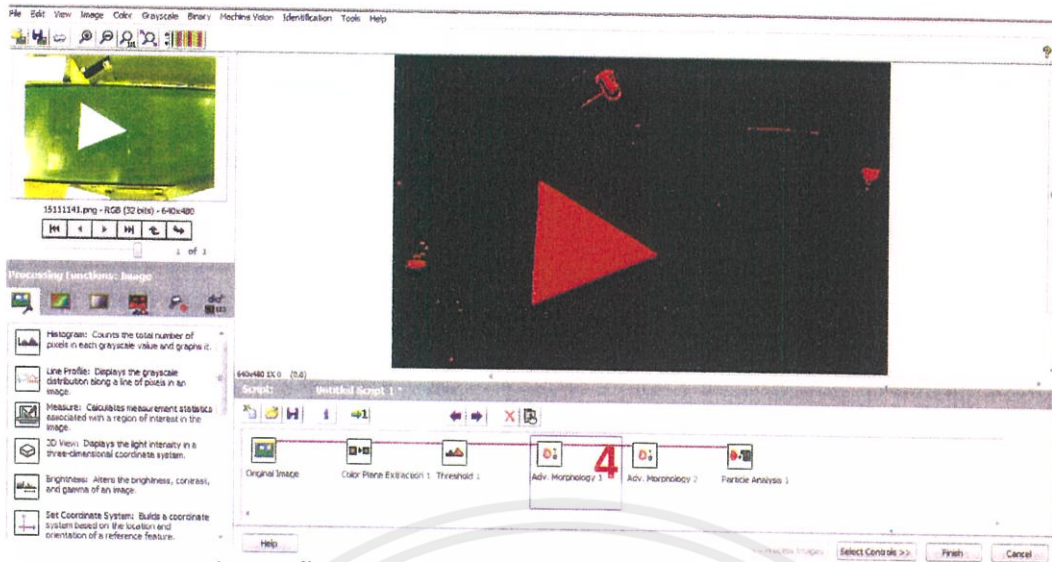 File Edit View Image Color Grayscale Binary Machine Vision Identification Tools Help
15111141.png - RGB (32 bits) - 640x480
1 of 1
Processing Functions: Image
Histogram: Counts the total number of
pixels in each grayscale value and graphs it.
Line Profile: Displays the grayscale
distribution along a line of pixels in an
image.
Measure: Calculates measurement statistics
associated with a region of interest in the
image.
3D View: Displays the light intensity in a
three-dimensional coordinate system.
Brightness: Alters the brightness, contrast,
and gamma of an image.
Set Coordinate System: Builds a coordinate
system based on the location and
orientation of a reference feature.
640x480 1X 0 (0,0)
Script: Untitled Script 1 *
Original Image
Color Plane Extraction 1
Threshold 1
Adv. Morphology 1
4
Adv. Morphology 2
Particle Analysis 1
Help
Select Controls >>
Finish
Cancel